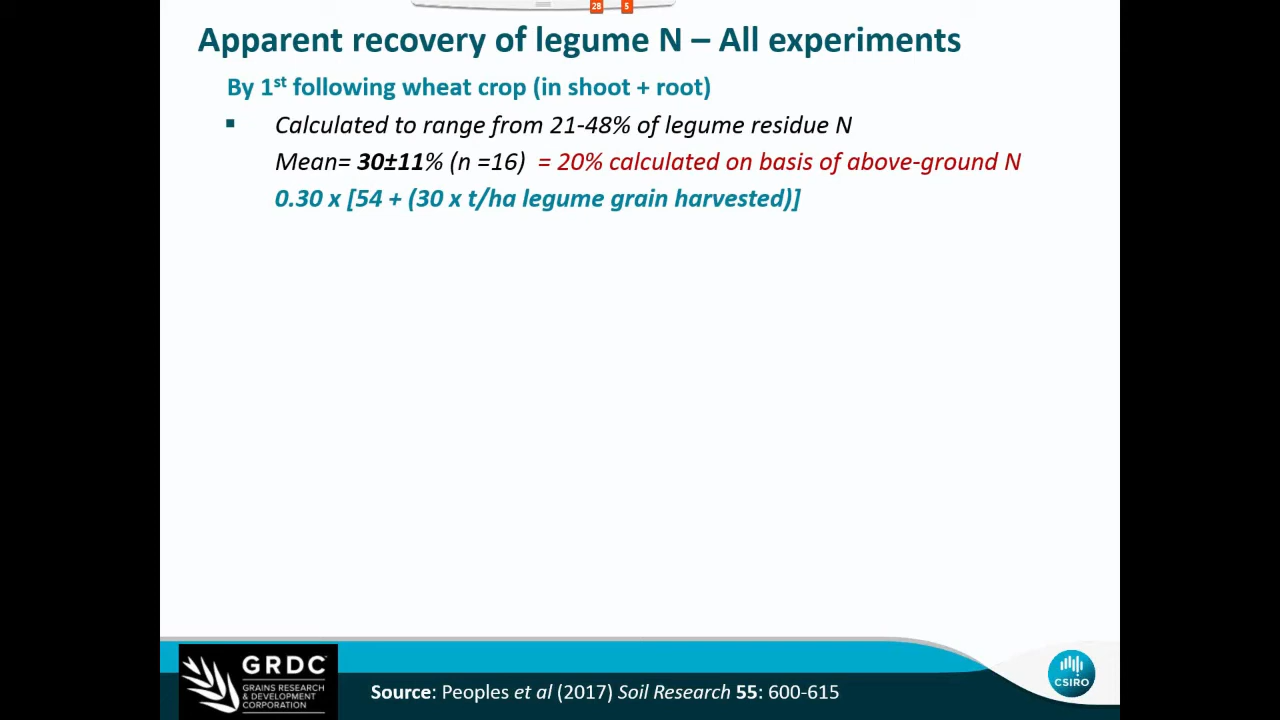 28 5
Apparent recovery of legume N – All experiments
By 1st following wheat crop (in shoot + root)
▪ Calculated to range from 21-48% of legume residue N
Mean= 30±11% (n =16) = 20% calculated on basis of above-ground N
0.30 x [54 + (30 x t/ha legume grain harvested)]
GRDC™
GRAINS RESEARCH
& DEVELOPMENT
CORPORATION
Source: Peoples et al (2017) Soil Research 55: 600-615
CSIRO